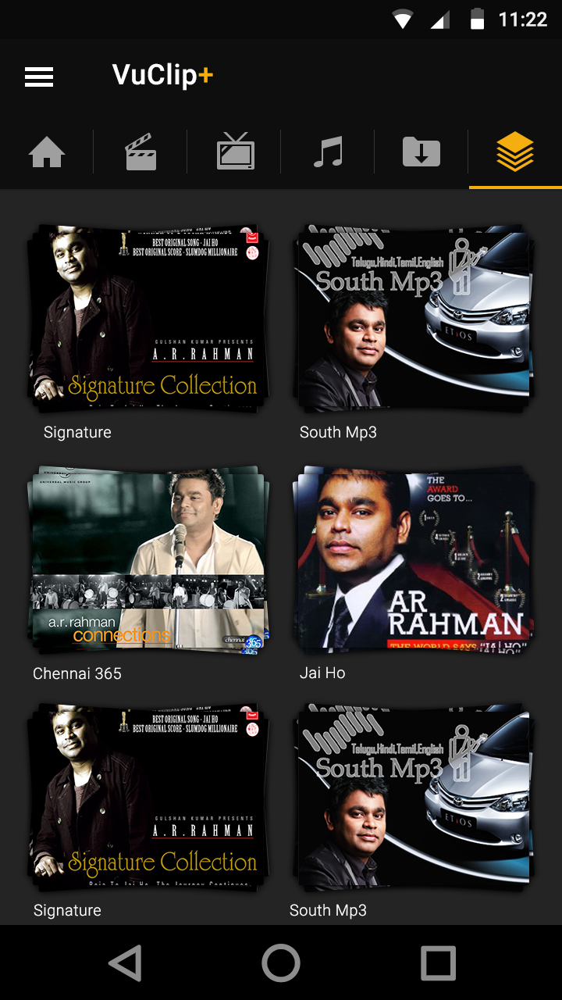 11:22
VuClip+
BEST ORIGINAL SONG - JAI HO
BEST ORIGINAL SCORE - SLUMDOG MILLIONAIRE
GULSHAN KUMAR PRESENTS
A.R.RAHMAN
Signature Collection
Signature
Talugu,Hindi,Tamil,English
South Mp3
ETiOS
South Mp3
UNIVERSAL MUSIC GROUP
a.r.rahman
connections
chennai 365
365
Chennai 365
THE
AWARD
GOES TO...
AR
RAHMAN
THE WORLD SAYS "JAI HO"
Jai Ho
BEST ORIGINAL SONG - JAI HO
BEST ORIGINAL SCORE - SLUMDOG MILLIONAIRE
GULSHAN KUMAR PRESENTS
A.R.RAHMAN
Signature Collection
Roja To Jai Ho The Journey Continues
Signature
Talugu,Hindi,Tamil,English
South Mp3
ETiOS
South Mp3